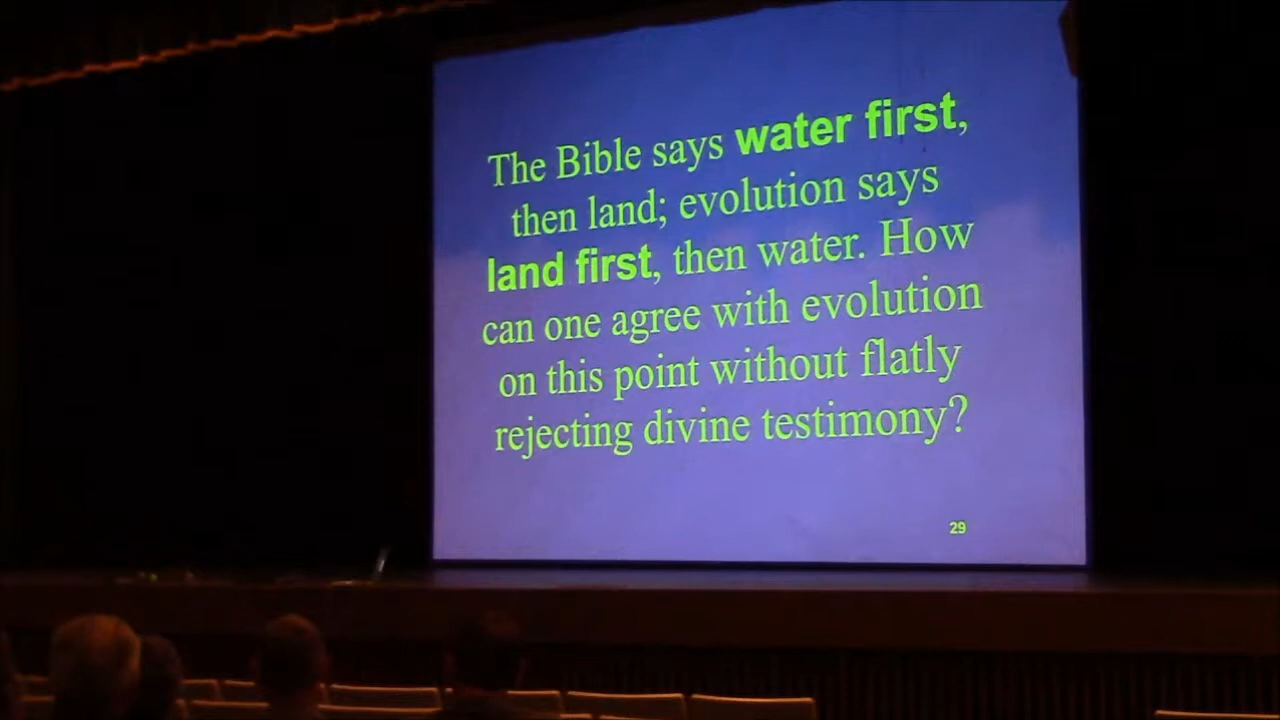 The Bible says water first,
then land; evolution says
land first, then water. How
can one agree with evolution
on this point without flatly
rejecting divine testimony?
29